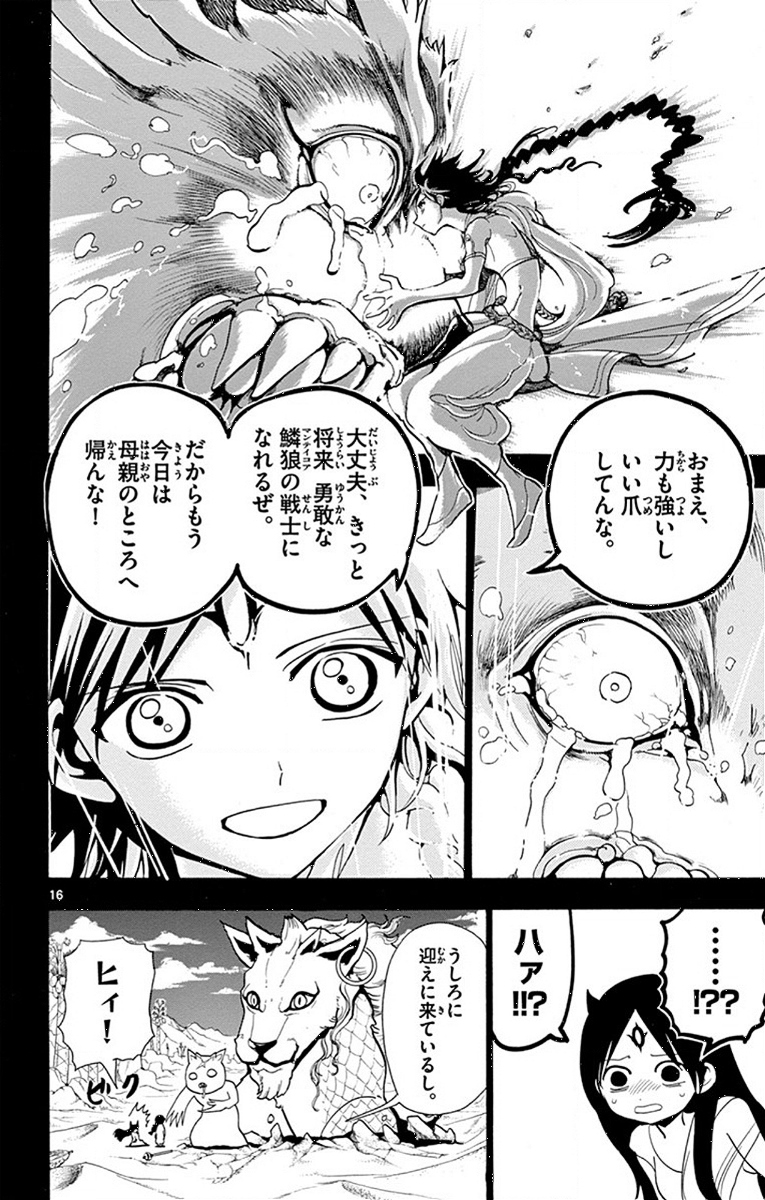 おまえ、
力も強いし
いい爪
してんな。
大丈夫、きっと
将来 勇敢な
鱗狼の戦士に
なれるぜ。
だからもう
今日は
母親のところへ
帰んな！
16
……
!??
ハァ
!!?
うしろに
迎えに来ているし。
ヒィ！
ビク